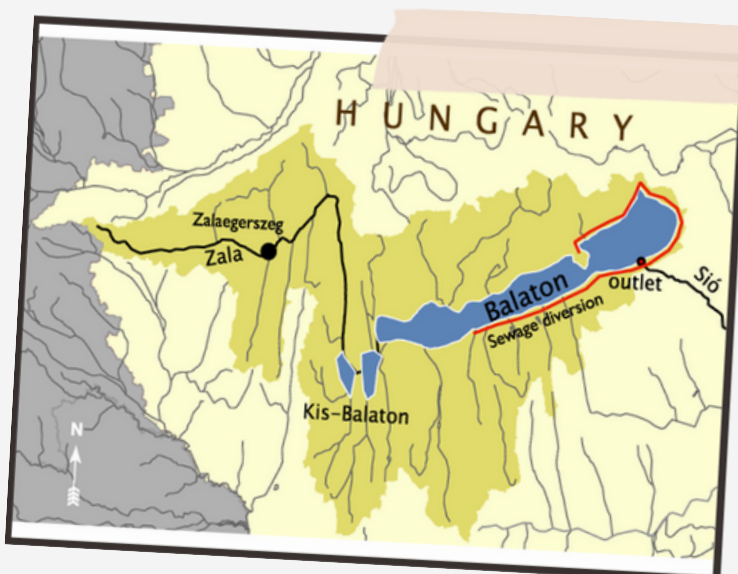 HUNGARY
Zalaegerszeg
Zala
Balaton
Sewage diversion
outlet
Sió
Kis-Balaton
N